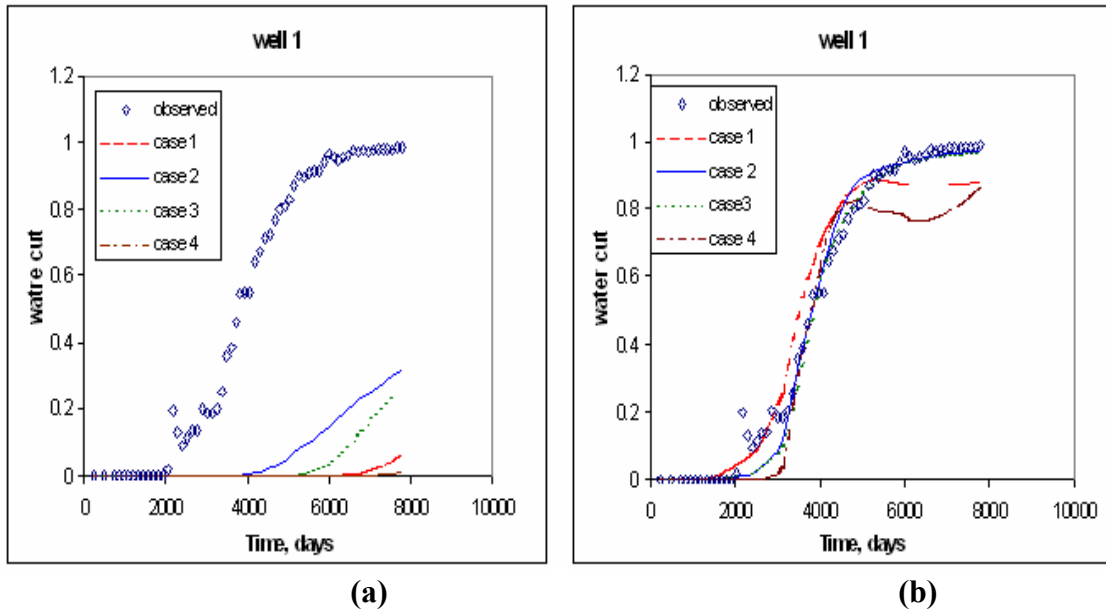 well 1
1.2
1
0.8
0.6
0.4
0.2
0
watre cut
observed
case 1
case 2
case 3
case 4
0 2000 4000 6000 8000 10000
Time, days
(a)
well 1
1.2
1
0.8
0.6
0.4
0.2
0
water cut
observed
case 1
case 2
case3
case 4
0 2000 4000 6000 8000 10000
Time, days
(b)